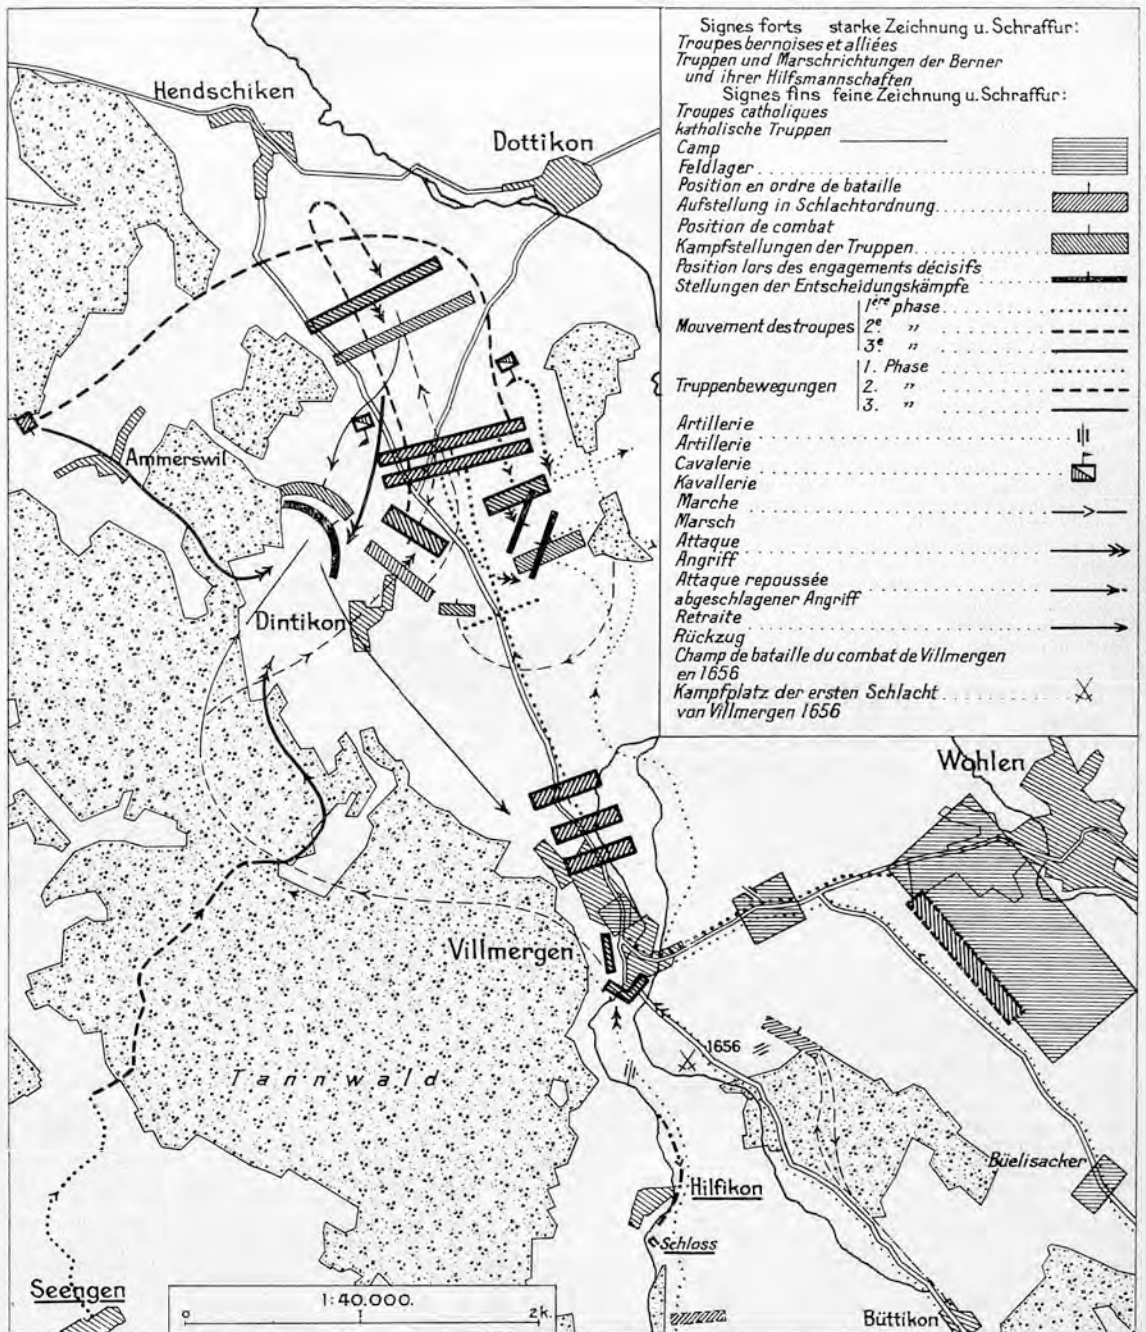 Signes forts starke Zeichnung u. Schraffur:
Troupes bernoises et alliées
Truppen und Marschrichtungen der Berner
und ihrer Hilfsmannschaften
Signes fins feine Zeichnung u. Schraffur:
Troupes catholiques
katholische Truppen
Camp
Feldlager
Position en ordre de bataille
Aufstellung in Schlachtordnung
Position de combat
Kampfstellungen der Truppen
Position lors des engagements décisifs
Stellungen der Entscheidungskämpfe
1ère phase
Mouvement des troupes 2e "
3e "
1. Phase
Truppenbewegungen 2. "
3. "
Artillerie
Artillerie
Cavalerie
Kavallerie
Marche
Marsch
Attaque
Angriff
Attaque repoussée
abgeschlagener Angriff
Retraite
Rückzug
Champ de bataille du combat de Villmergen
en 1656
Kampfplatz der ersten Schlacht
von Villmergen 1656
Hendschiken
Dottikon
Ammerswil
Dintikon
Wohlen
Villmergen
1656
Tannwald
Büelisacker
Hilfikon
Schloss
Seengen
1:40.000.
0 2k.
Büttikon